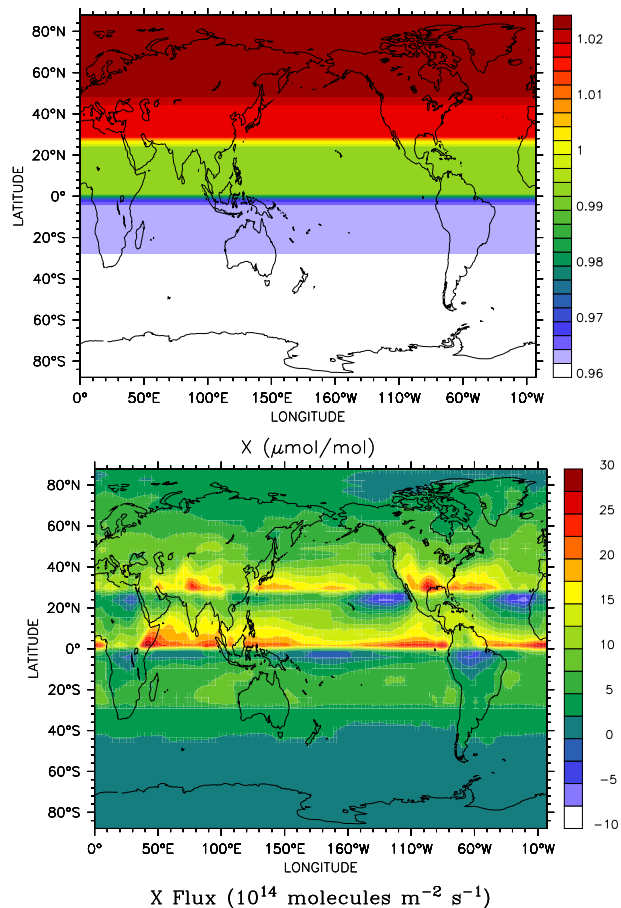 80°N
60°N
40°N
20°N
0°
20°S
40°S
60°S
80°S
LATITUDE
0°
50°E
100°E
150°E
160°W
110°W
60°W
10°W
LONGITUDE
1.02
1.01
1
0.99
0.98
0.97
0.96
X (μmol/mol)
80°N
60°N
40°N
20°N
0°
20°S
40°S
60°S
80°S
LATITUDE
0°
50°E
100°E
150°E
160°W
110°W
60°W
10°W
LONGITUDE
30
25
20
15
10
5
0
−5
−10
X Flux (10¹⁴ molecules m⁻² s⁻¹)